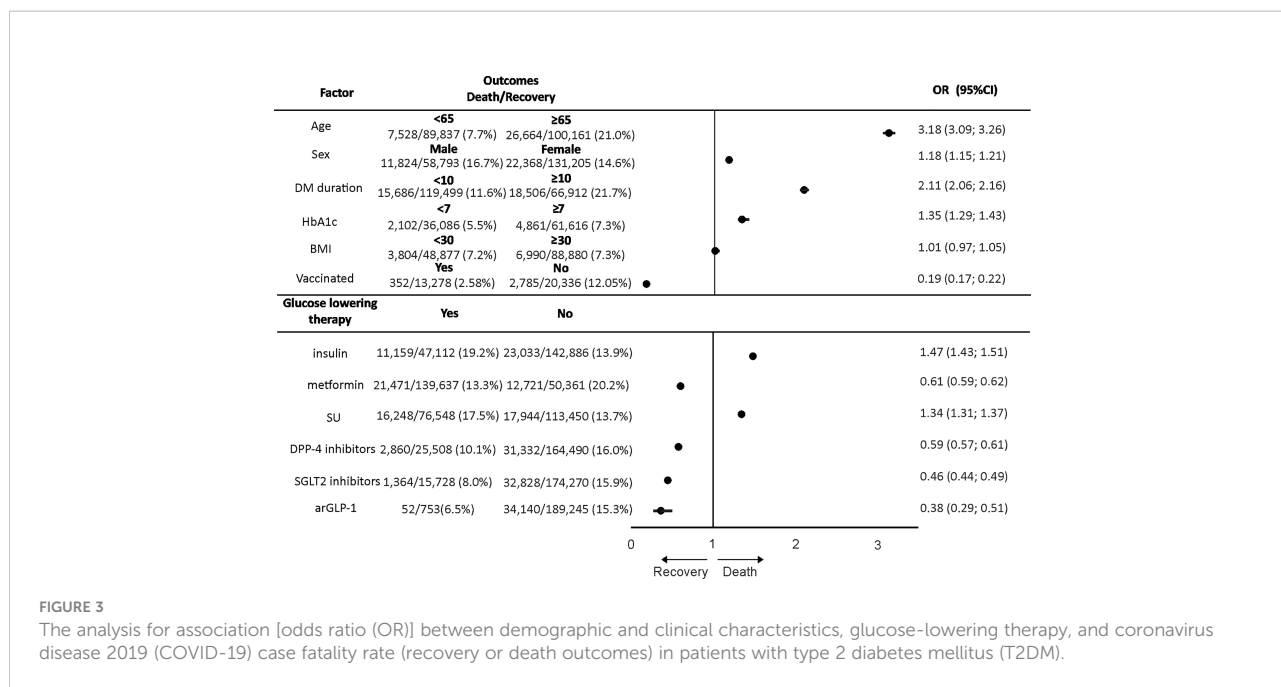 Factor
Outcomes
Death/Recovery
OR (95%CI)
<65 ≥65
Age 7,528/89,837 (7.7%) 26,664/100,161 (21.0%) 3.18 (3.09; 3.26)
Male Female
Sex 11,824/58,793 (16.7%) 22,368/131,205 (14.6%) 1.18 (1.15; 1.21)
<10 ≥10
DM duration 15,686/119,499 (11.6%) 18,506/66,912 (21.7%) 2.11 (2.06; 2.16)
<7 ≥7
HbA1c 2,102/36,086 (5.5%) 4,861/61,616 (7.3%) 1.35 (1.29; 1.43)
<30 ≥30
BMI 3,804/48,877 (7.2%) 6,990/88,880 (7.3%) 1.01 (0.97; 1.05)
Yes No
Vaccinated 352/13,278 (2.58%) 2,785/20,336 (12.05%) 0.19 (0.17; 0.22)
Glucose lowering
therapy Yes No
insulin 11,159/47,112 (19.2%) 23,033/142,886 (13.9%) 1.47 (1.43; 1.51)
metformin 21,471/139,637 (13.3%) 12,721/50,361 (20.2%) 0.61 (0.59; 0.62)
SU 16,248/76,548 (17.5%) 17,944/113,450 (13.7%) 1.34 (1.31; 1.37)
DPP-4 inhibitors 2,860/25,508 (10.1%) 31,332/164,490 (16.0%) 0.59 (0.57; 0.61)
SGLT2 inhibitors 1,364/15,728 (8.0%) 32,828/174,270 (15.9%) 0.46 (0.44; 0.49)
arGLP-1 52/753(6.5%) 34,140/189,245 (15.3%) 0.38 (0.29; 0.51)
0 1 2 3
Recovery Death
FIGURE 3
The analysis for association [odds ratio (OR)] between demographic and clinical characteristics, glucose-lowering therapy, and coronavirus
disease 2019 (COVID-19) case fatality rate (recovery or death outcomes) in patients with type 2 diabetes mellitus (T2DM).